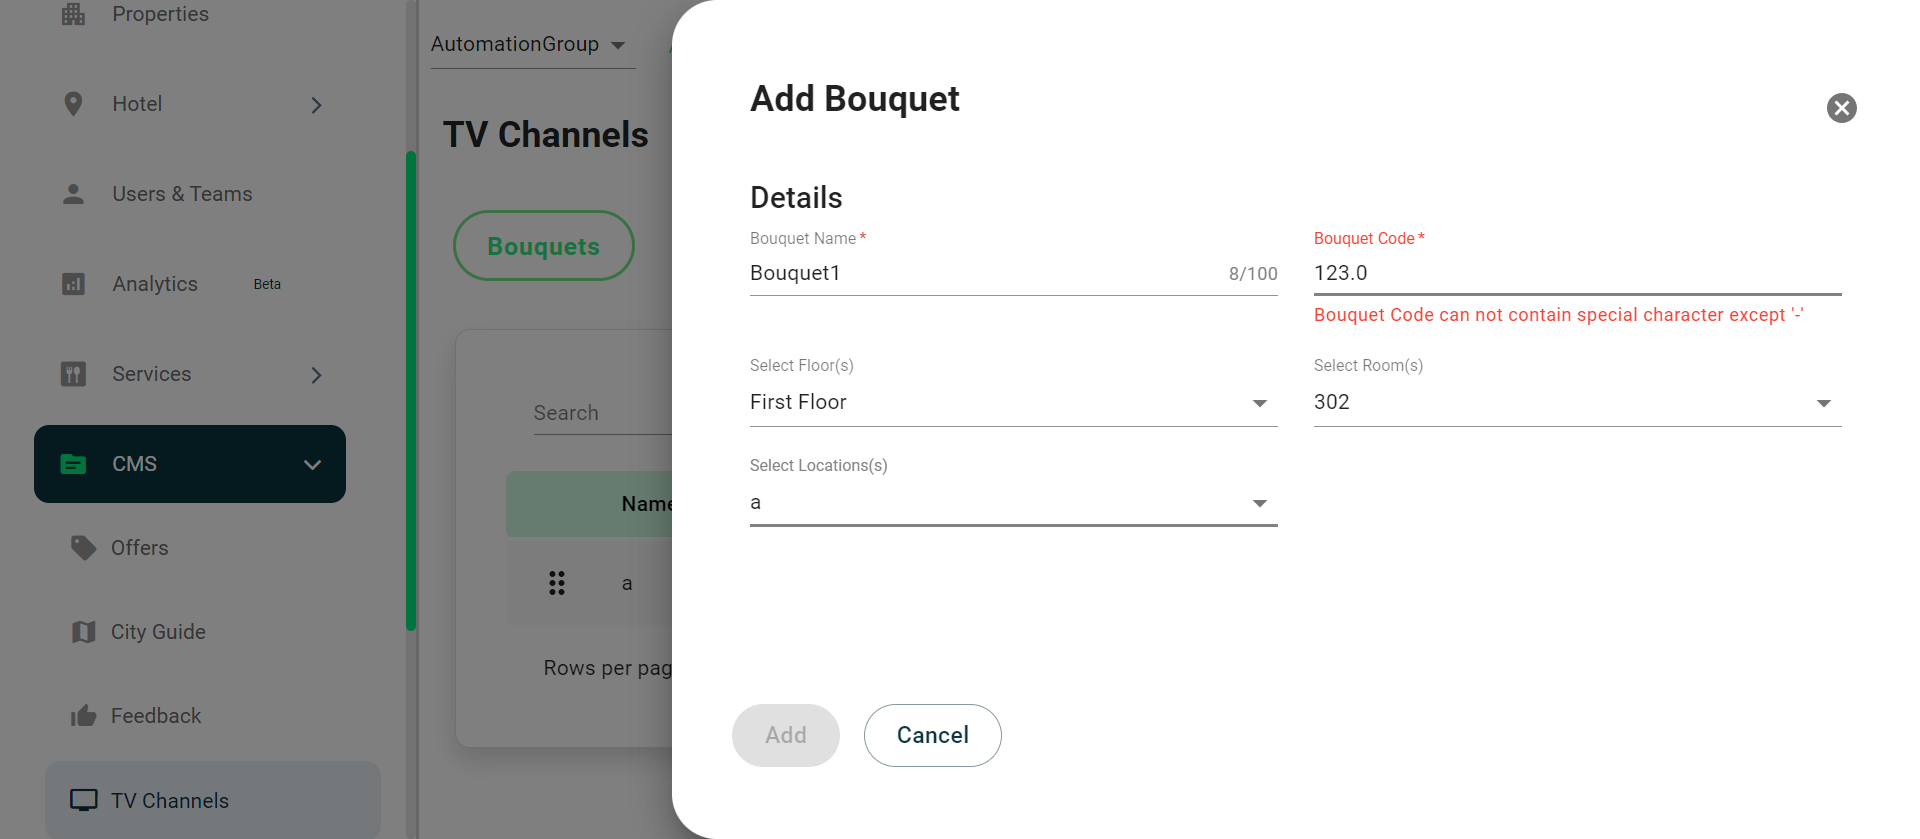 Properties
Hotel
Users & Teams
Analytics Beta
Services
CMS
Offers
City Guide
Feedback
TV Channels
AutomationGroup
TV Channels
Bouquets
Search
Name
a
Rows per pag
Add Bouquet
Details
Bouquet Name *
Bouquet1 8/100
Bouquet Code *
123.0
Bouquet Code can not contain special character except '-'
Select Floor(s)
First Floor
Select Room(s)
302
Select Locations(s)
a
Add Cancel